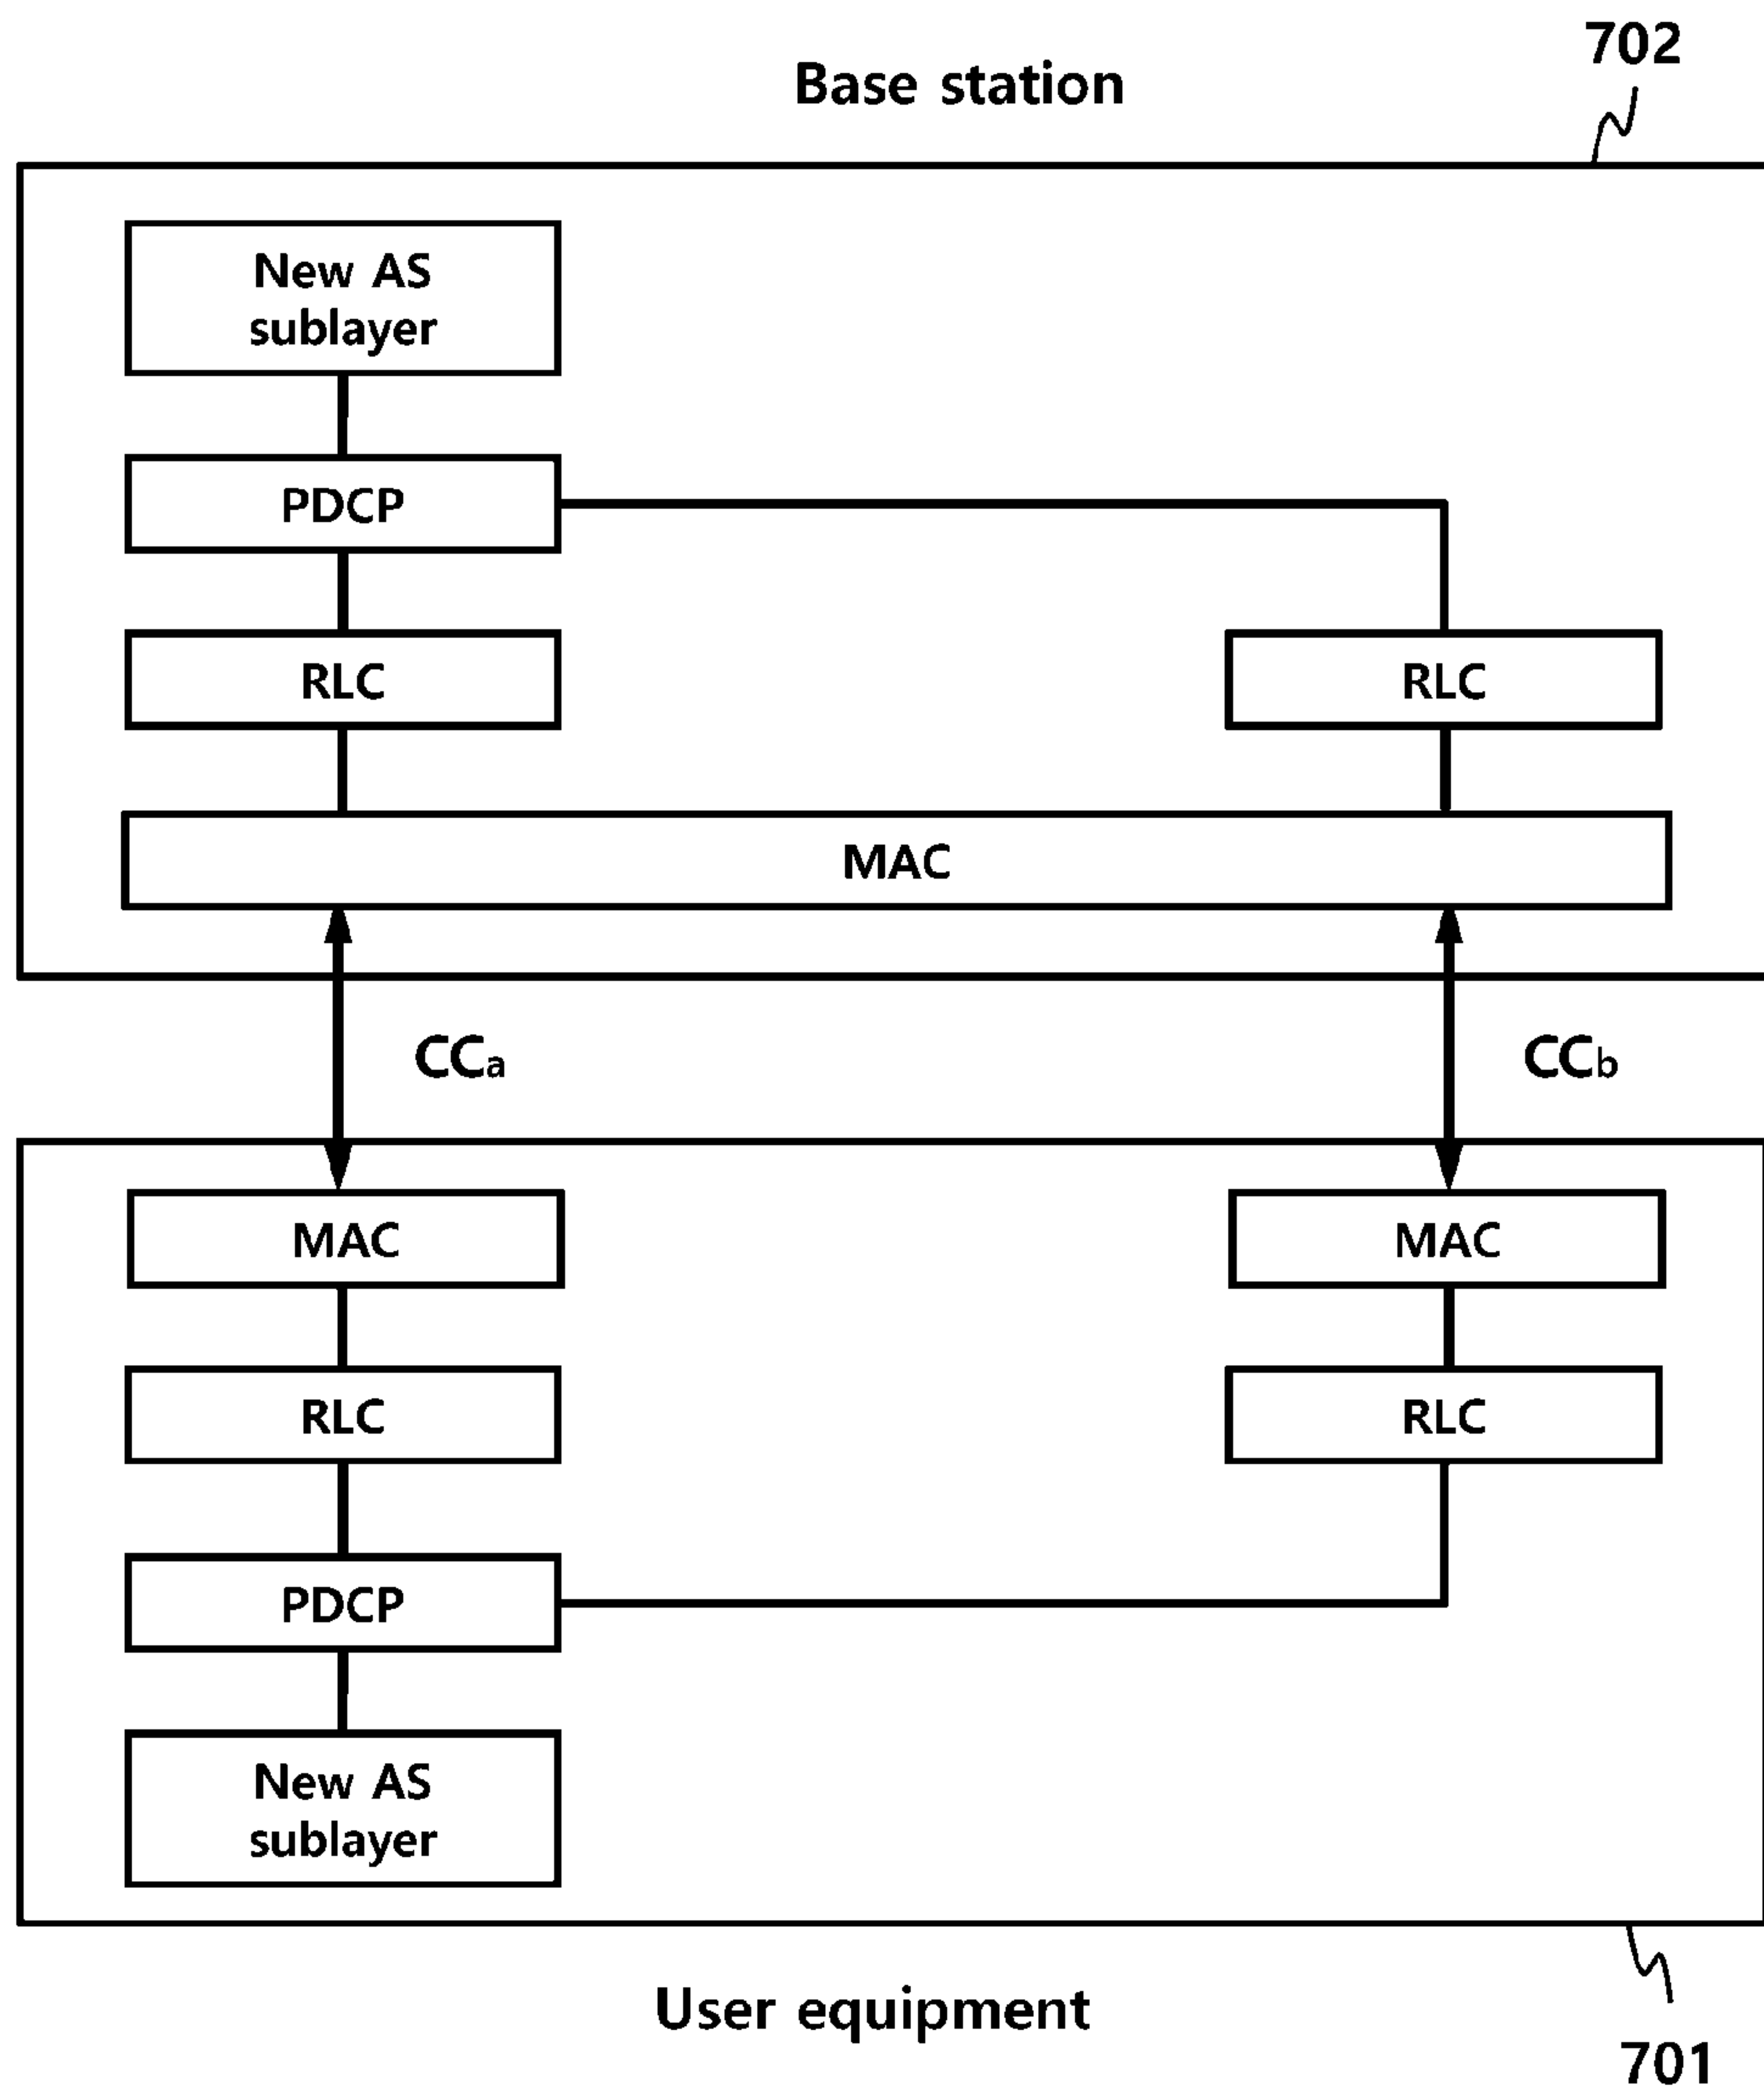 702
Base station
New AS
sublayer
PDCP
RLC
RLC
MAC
CCa
CCb
MAC
MAC
RLC
RLC
PDCP
New AS
sublayer
User equipment
701